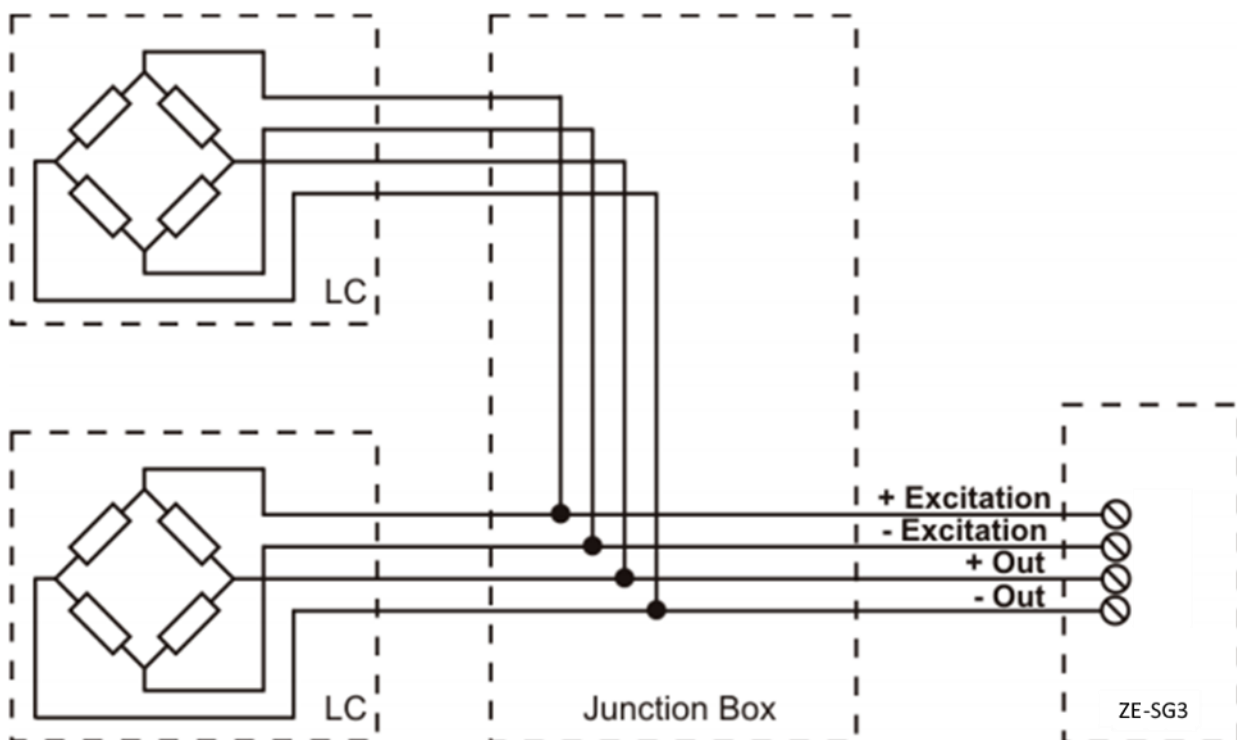 LC
+ Excitation
- Excitation
+ Out
- Out
LC
Junction Box
ZE-SG3